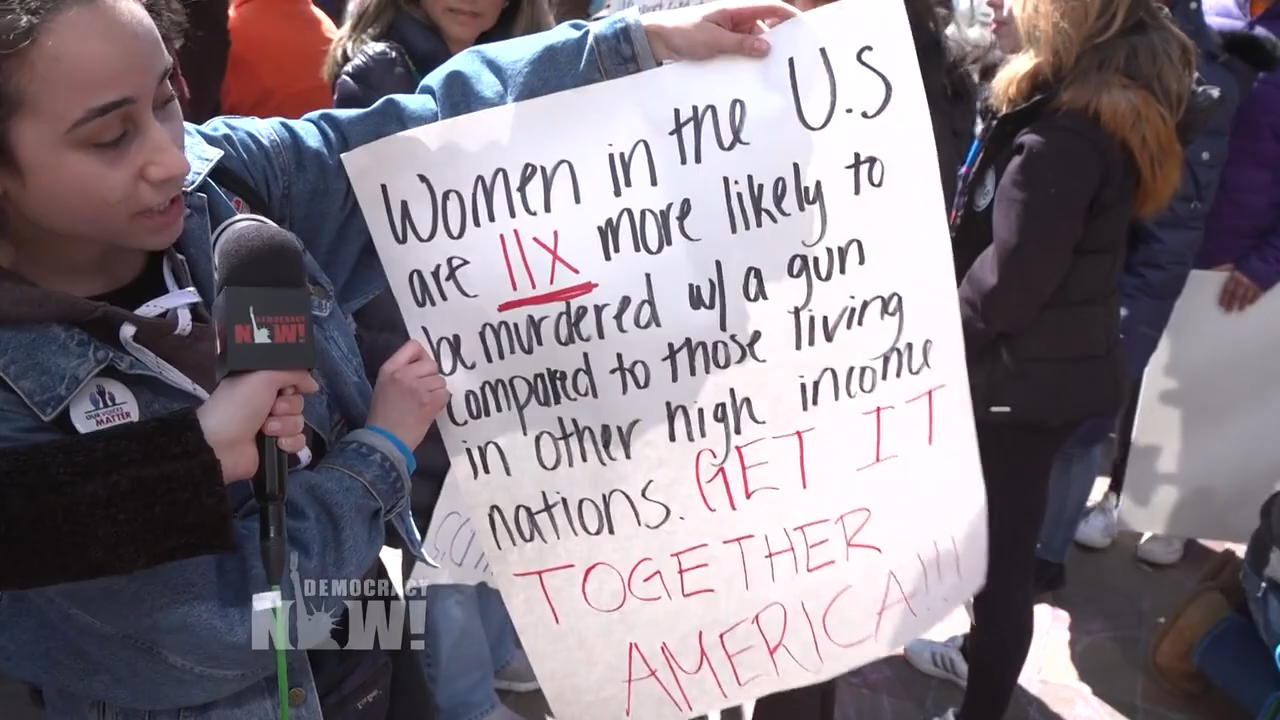 Women in the U.S
are 11X more likely to
be murdered w/ a gun
compared to those living
in other high income
nations. GET IT
TOGETHER
AMERICA!!!
DEMOCRACY
NOW!
OUR VOICES
MATTER
DEMOCRACY
NOW!